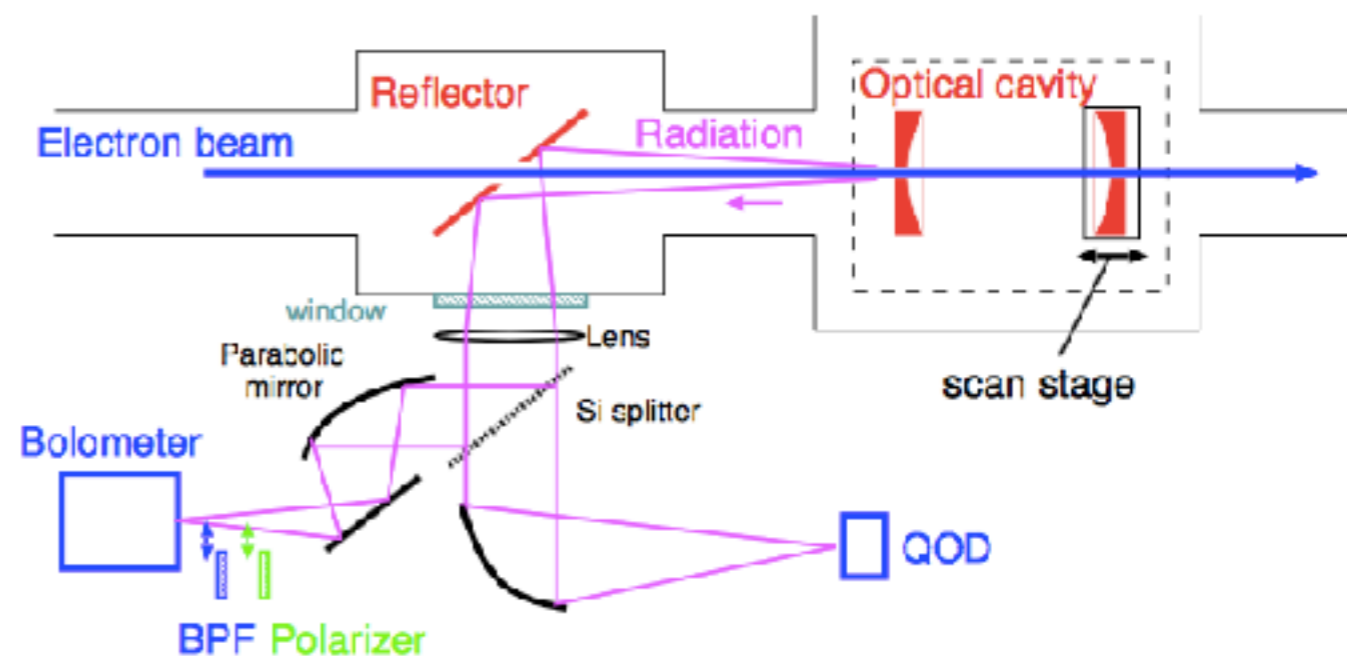 Reflector
Optical cavity
Radiation
Electron beam
window
Lens
Parabolic
mirror
Si splitter
scan stage
Bolometer
QOD
BPF Polarizer